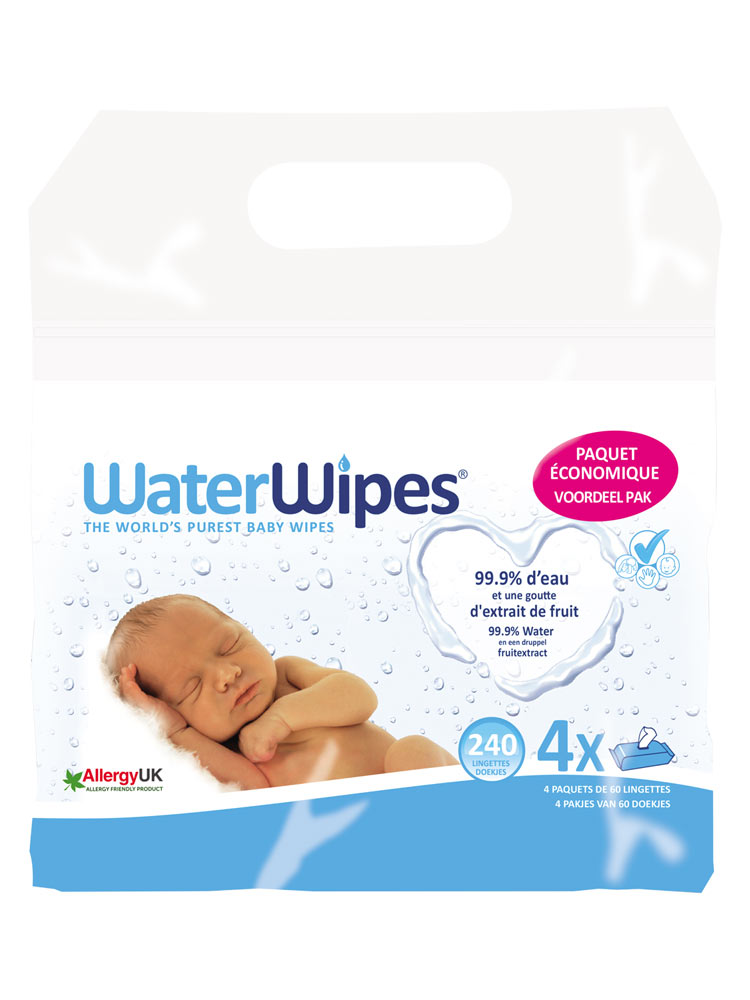 WaterWipes®
THE WORLD'S PUREST BABY WIPES
PAQUET
ÉCONOMIQUE
VOORDEEL PAK
99.9% d'eau
et une goutte
d'extrait de fruit
99.9% Water
en een druppel
fruitextract
240
LINGETTES
DOEKJES
4x
4 PAQUETS DE 60 LINGETTES
4 PAKJES VAN 60 DOEKJES
AllergyUK
ALLERGY FRIENDLY PRODUCT